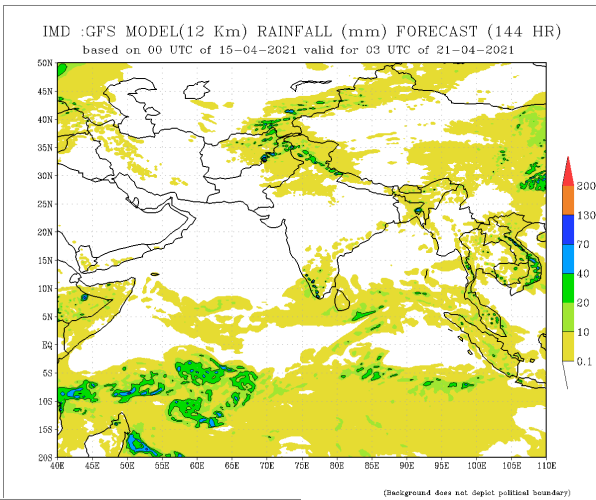 IMD :GFS MODEL(12 Km) RAINFALL (mm) FORECAST (144 HR)
based on 00 UTC of 15-04-2021 valid for 03 UTC of 21-04-2021
50N
45N
40N
35N
30N
25N
20N
15N
10N
5N
EQ
5S
10S
15S
20S
40E 45E 50E 55E 60E 65E 70E 75E 80E 85E 90E 95E 100E 105E 110E
200
130
70
40
20
10
0.1
(Background does not depict political boundary)